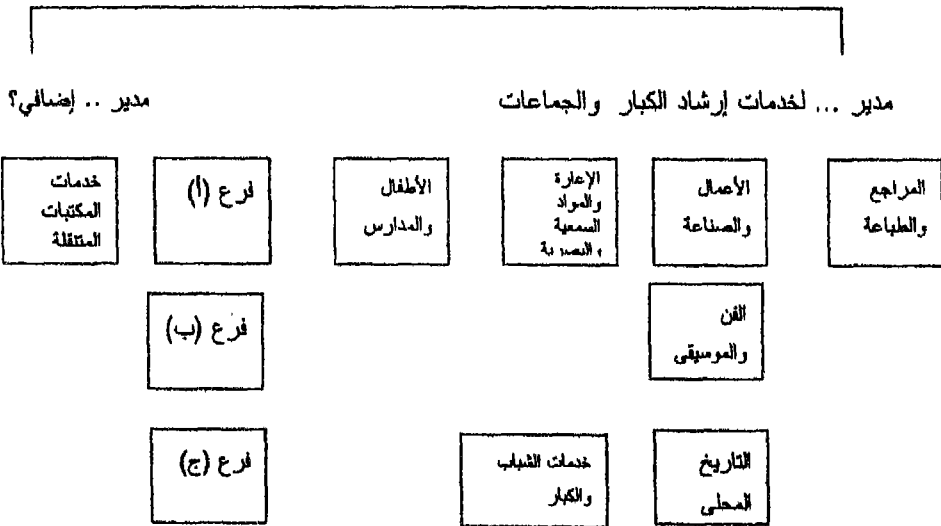 مدير ... لخدمات إرشاد الكبار والجماعات
مدير .. إضافي؟
المراجع
والطباعة
الأعمال
والصناعة
الإعارة
والمواد
السمعية
والبصرية
الأطفال
والمدارس
فرع (أ)
خدمات
المكتبات
المتنقلة
الفن
والموسيقى
فرع (ب)
التاريخ
المحلى
خدمات الشباب
والكبار
فرع (ج)